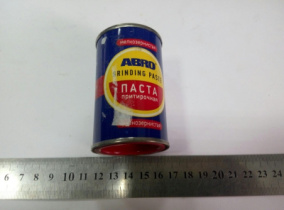 мелкозернистая
ABRO
GRINDING PASTE
ПАСТА
притирочная
6 7 8 9 10 11 12 13 14 15 16 17 18 19 20 21 22 23 24